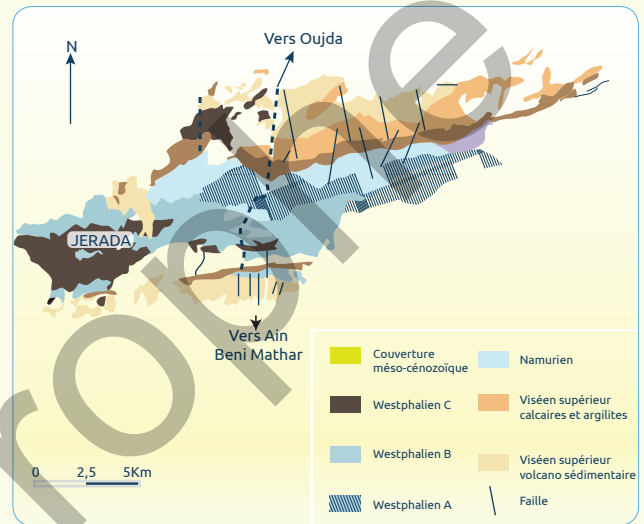 N
Vers Oujda
JERADA
Vers Ain
Beni Mathar
0 2,5 5Km
Couverture
méso-cénozoïque
Westphalien C
Westphalien B
Westphalien A
Namurien
Viséen supérieur
calcaires et argilites
Viséen supérieur
volcano sédimentaire
Faille